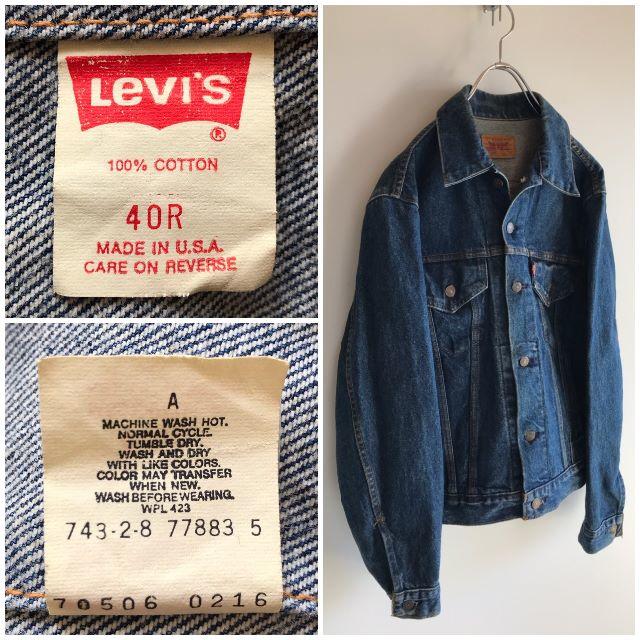 Levi's
®
100% COTTON
40R
MADE IN U.S.A.
CARE ON REVERSE
A
MACHINE WASH HOT.
NORMAL CYCLE.
TUMBLE DRY.
WASH AND DRY
WITH LIKE COLORS.
COLOR MAY TRANSFER
WHEN NEW.
WASH BEFORE WEARING.
WPL 423
743-2-8 77883 5
70506 0216